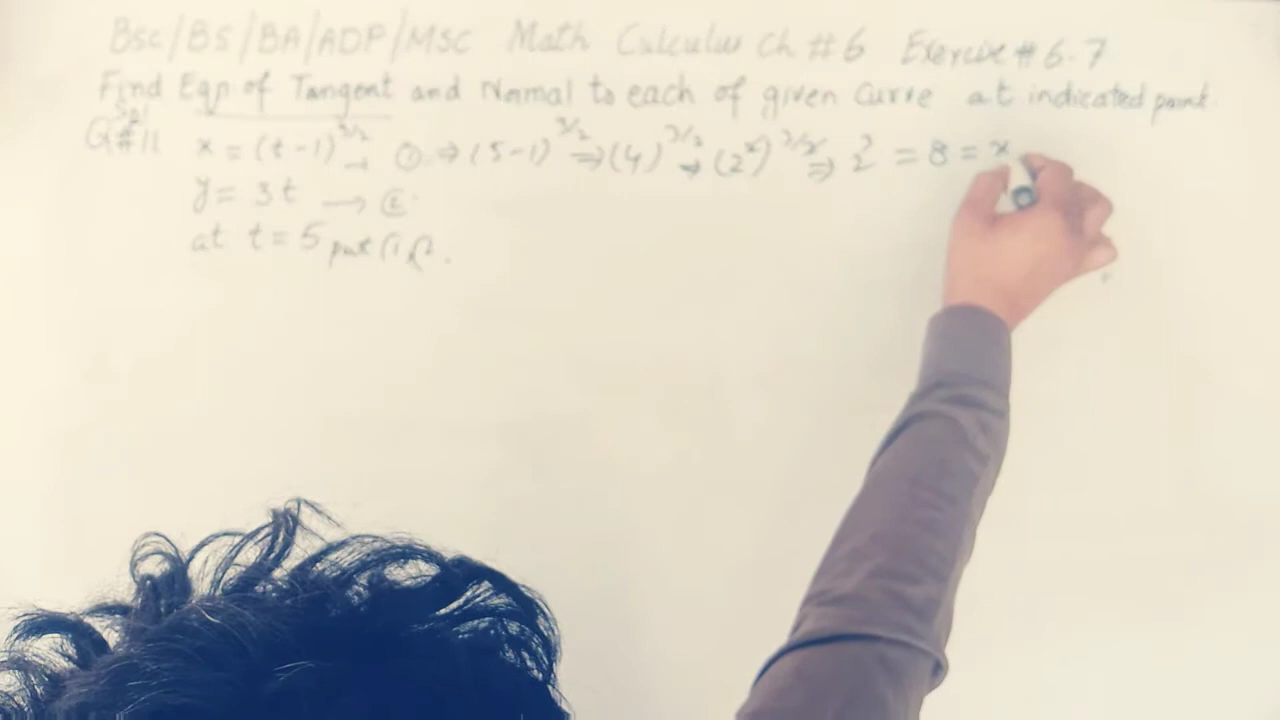 Bsc/BS/BA/ADP/MSC Math Calculus Ch #6 Exercise # 6.7
Find Eqn of Tangent and Normal to each of given Curve at indicated point.
Sol
Q#11 x = (t-1)^3/2 → ① ⇒ (5-1)^3/2 ⇒ (4)^3/2 → (2^2)^3/2 ⇒ 2^3 = 8 = x
y = 3t → ②
at t = 5 put